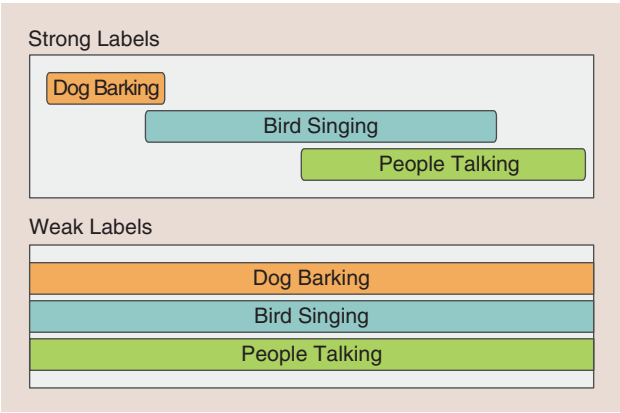 Strong Labels
Dog Barking
Bird Singing
People Talking
Weak Labels
Dog Barking
Bird Singing
People Talking